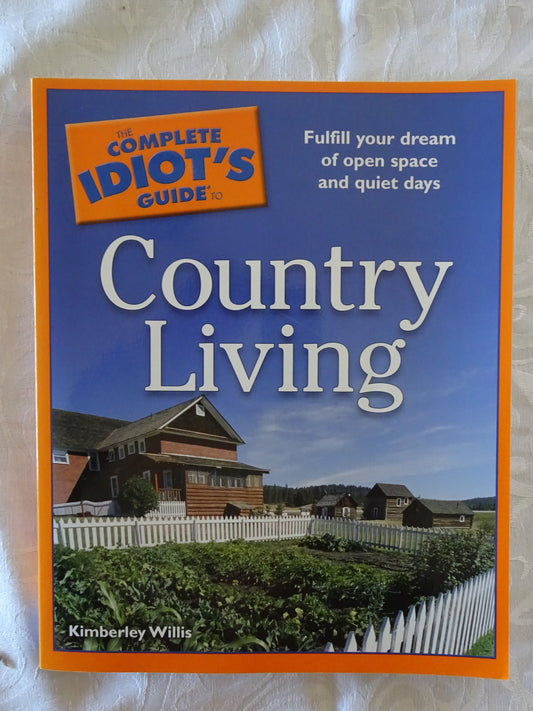 THE
COMPLETE
IDIOT'S
GUIDE® TO
Fulfill your dream
of open space
and quiet days
Country
Living
Kimberley Willis